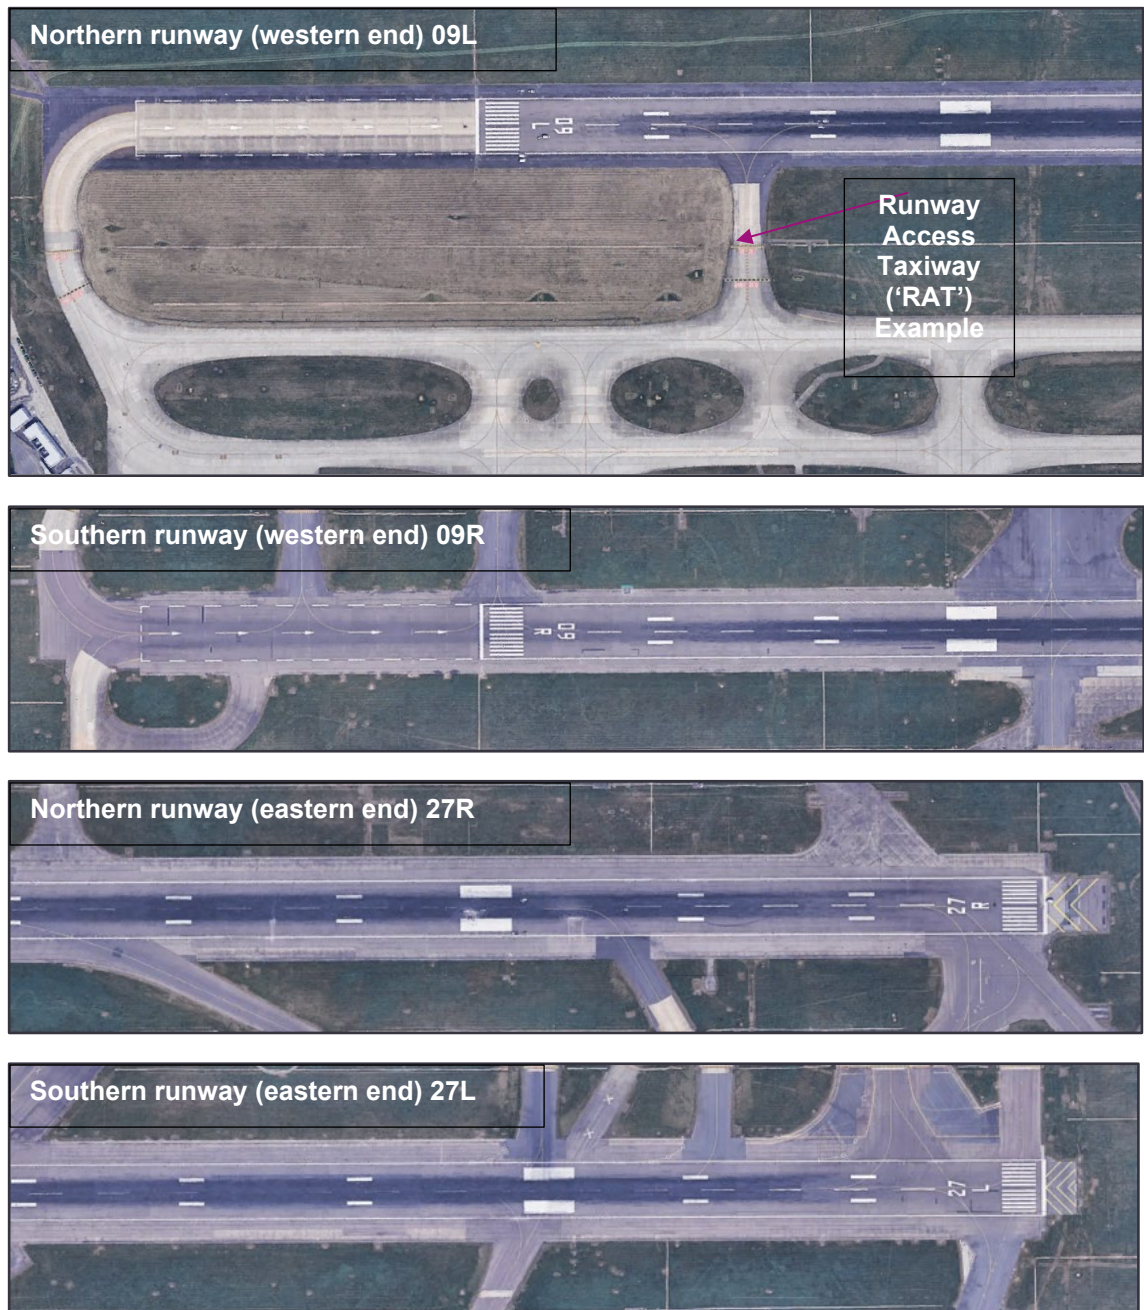 Northern runway (western end) 09L
09
L
Runway
Access
Taxiway
(‘RAT’)
Example
Southern runway (western end) 09R
09
R
Northern runway (eastern end) 27R
27
R
Southern runway (eastern end) 27L
27
L